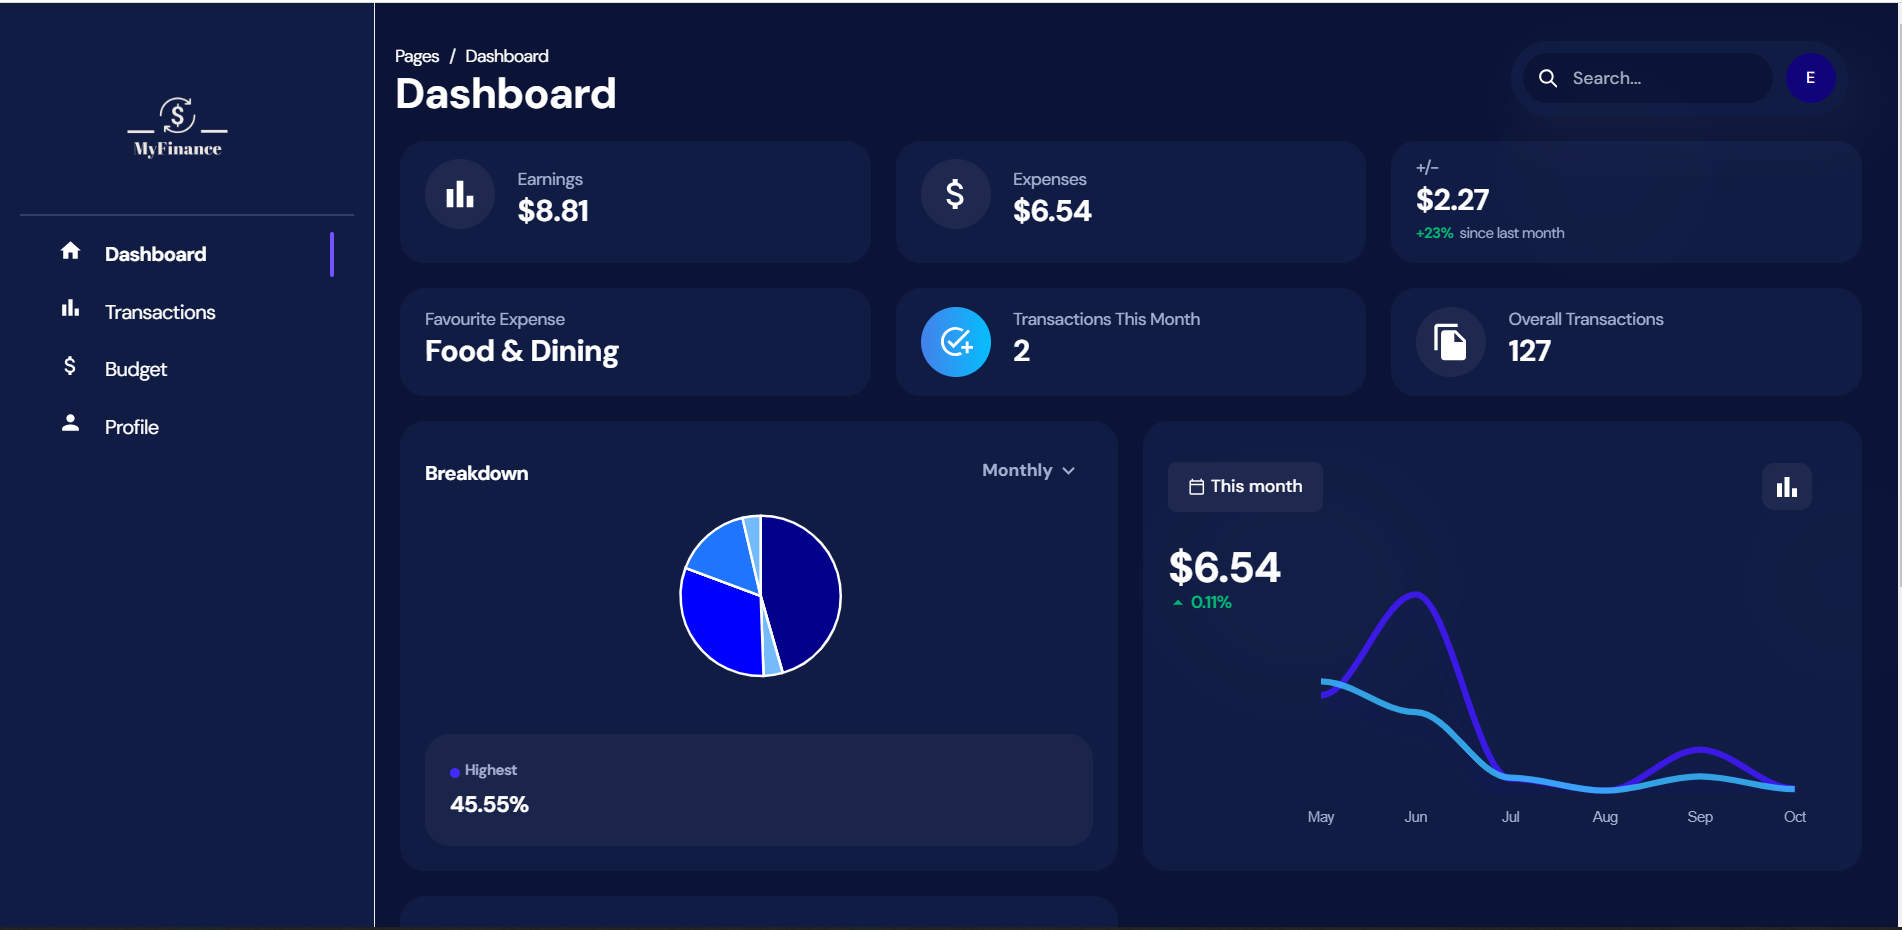 MyFinance
Dashboard
Transactions
Budget
Profile
Pages / Dashboard
Dashboard
Search...
E
Earnings
$8.81
Expenses
$6.54
+/-
$2.27
+23% since last month
Favourite Expense
Food & Dining
Transactions This Month
2
Overall Transactions
127
Breakdown
Monthly
Highest
45.55%
This month
$6.54
0.11%
May Jun Jul Aug Sep Oct